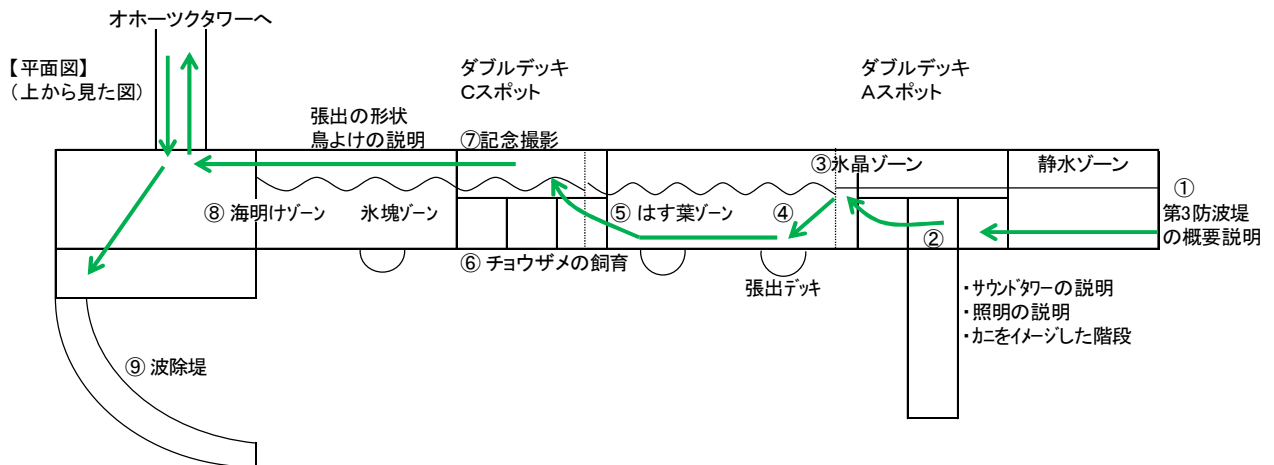 オホーツクタワーへ
【平面図】
(上から見た図)
ダブルデッキ
Cスポット
ダブルデッキ
Aスポット
張出の形状
鳥よけの説明
⑦記念撮影
③氷晶ゾーン
静水ゾーン
①
第3防波堤
の概要説明
⑧ 海明けゾーン
氷塊ゾーン
⑤ はす葉ゾーン
④
②
⑥ チョウザメの飼育
張出デッキ
・サウンドタワーの説明
・照明の説明
・カニをイメージした階段
⑨ 波除堤